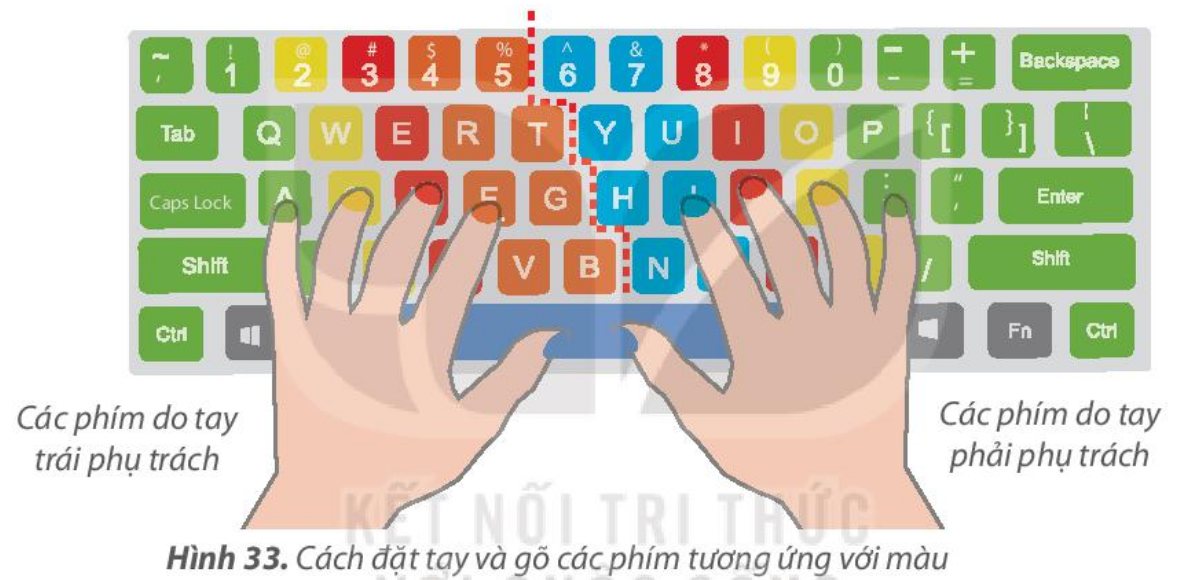 ~ ! @ # $ % ^ & * ( ) - +
, 1 2 3 4 5 6 7 8 9 0 - = Backspace
Tab Q W E R T Y U I O P { [ } ] \
Caps Lock A G H : " , Enter
Shift V B N / Shift
Ctrl Fn Ctrl
Các phím do tay
trái phụ trách
Các phím do tay
phải phụ trách
KẾT NỐI TRI THỨC
Hình 33. Cách đặt tay và gõ các phím tương ứng với màu